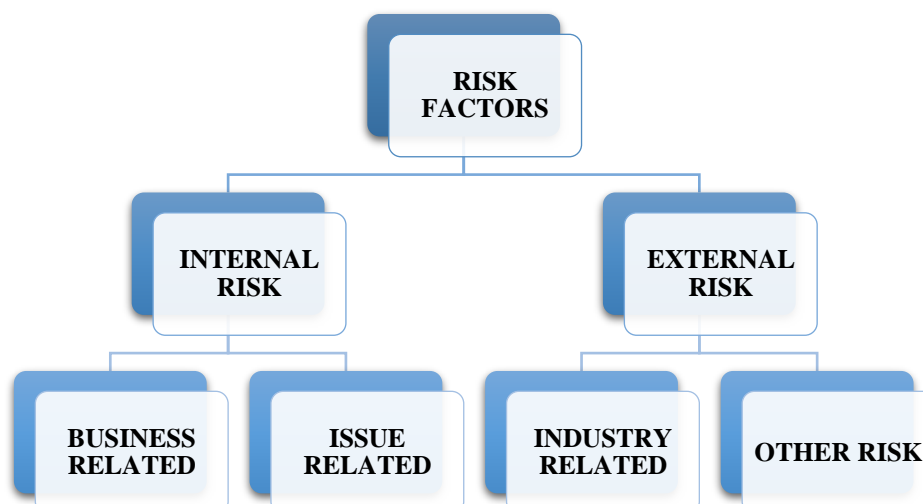 RISK
FACTORS
INTERNAL
RISK
EXTERNAL
RISK
BUSINESS
RELATED
ISSUE
RELATED
INDUSTRY
RELATED
OTHER RISK